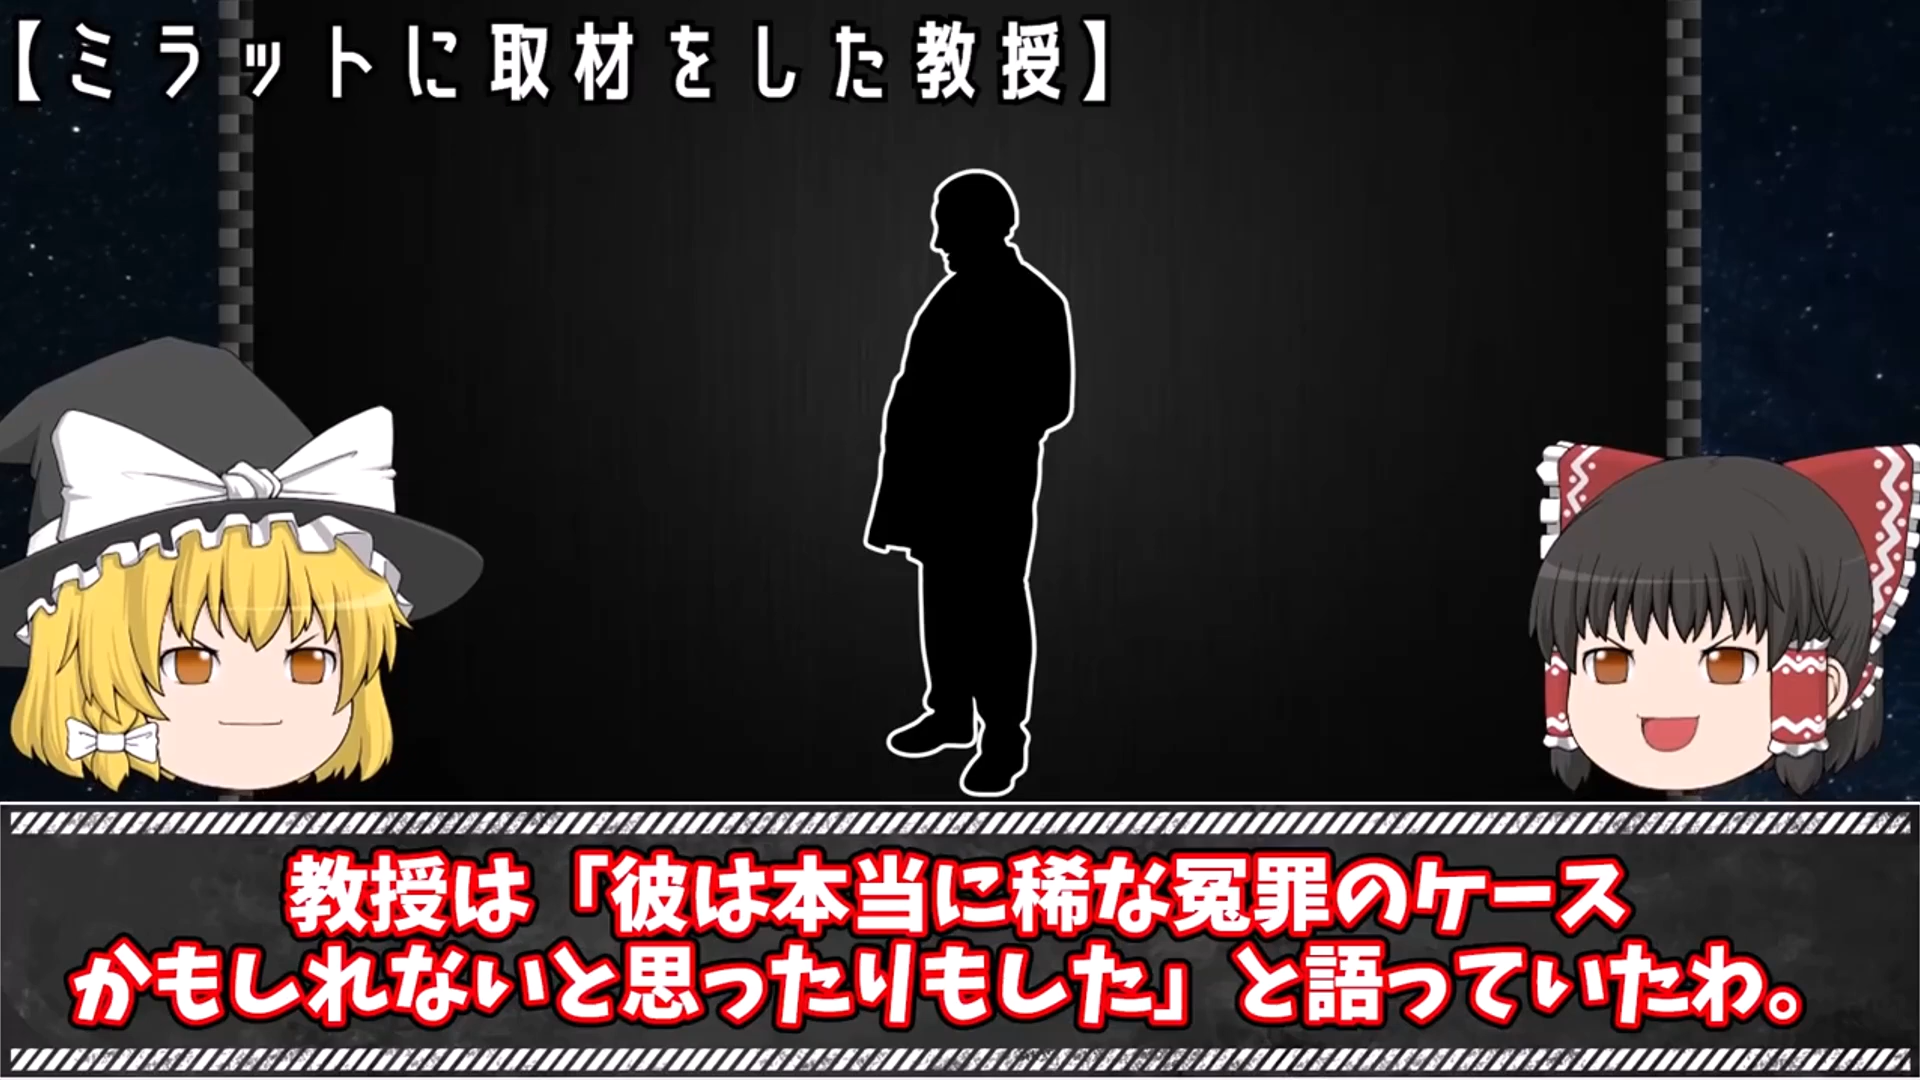 【ミラットに取材をした教授】
教授は「彼は本当に稀な冤罪のケース
かもしれないと思ったりもした」と語っていたわ。